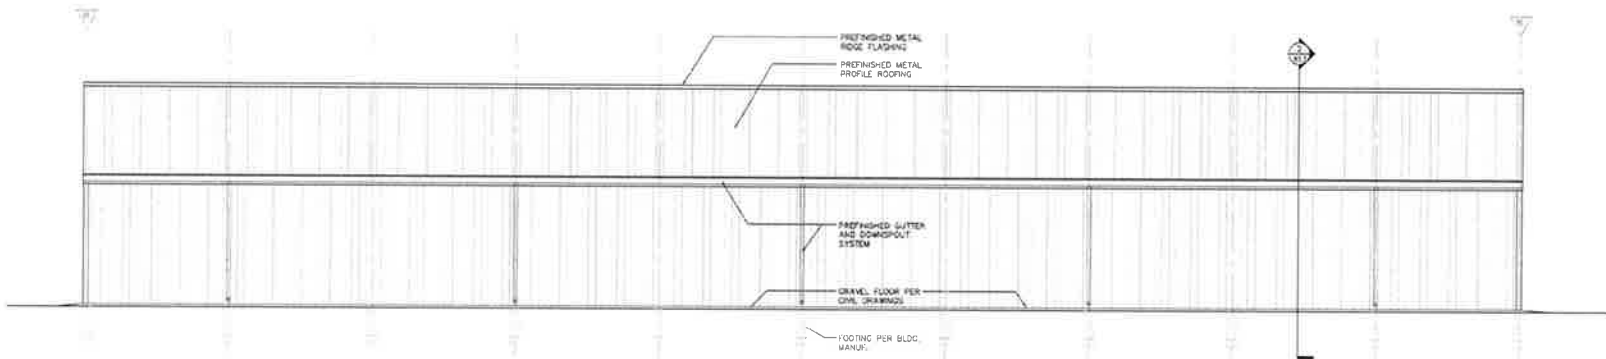 PREFINISHED METAL
RIDGE FLASHING
PREFINISHED METAL
PROFILE ROOFING
2
PREFINISHED GUTTER
AND DOWNSPOUT
SYSTEM
GRAVEL FLOOR PER
CIVIL DRAWINGS
FOOTING PER BLDG.
MANUF.